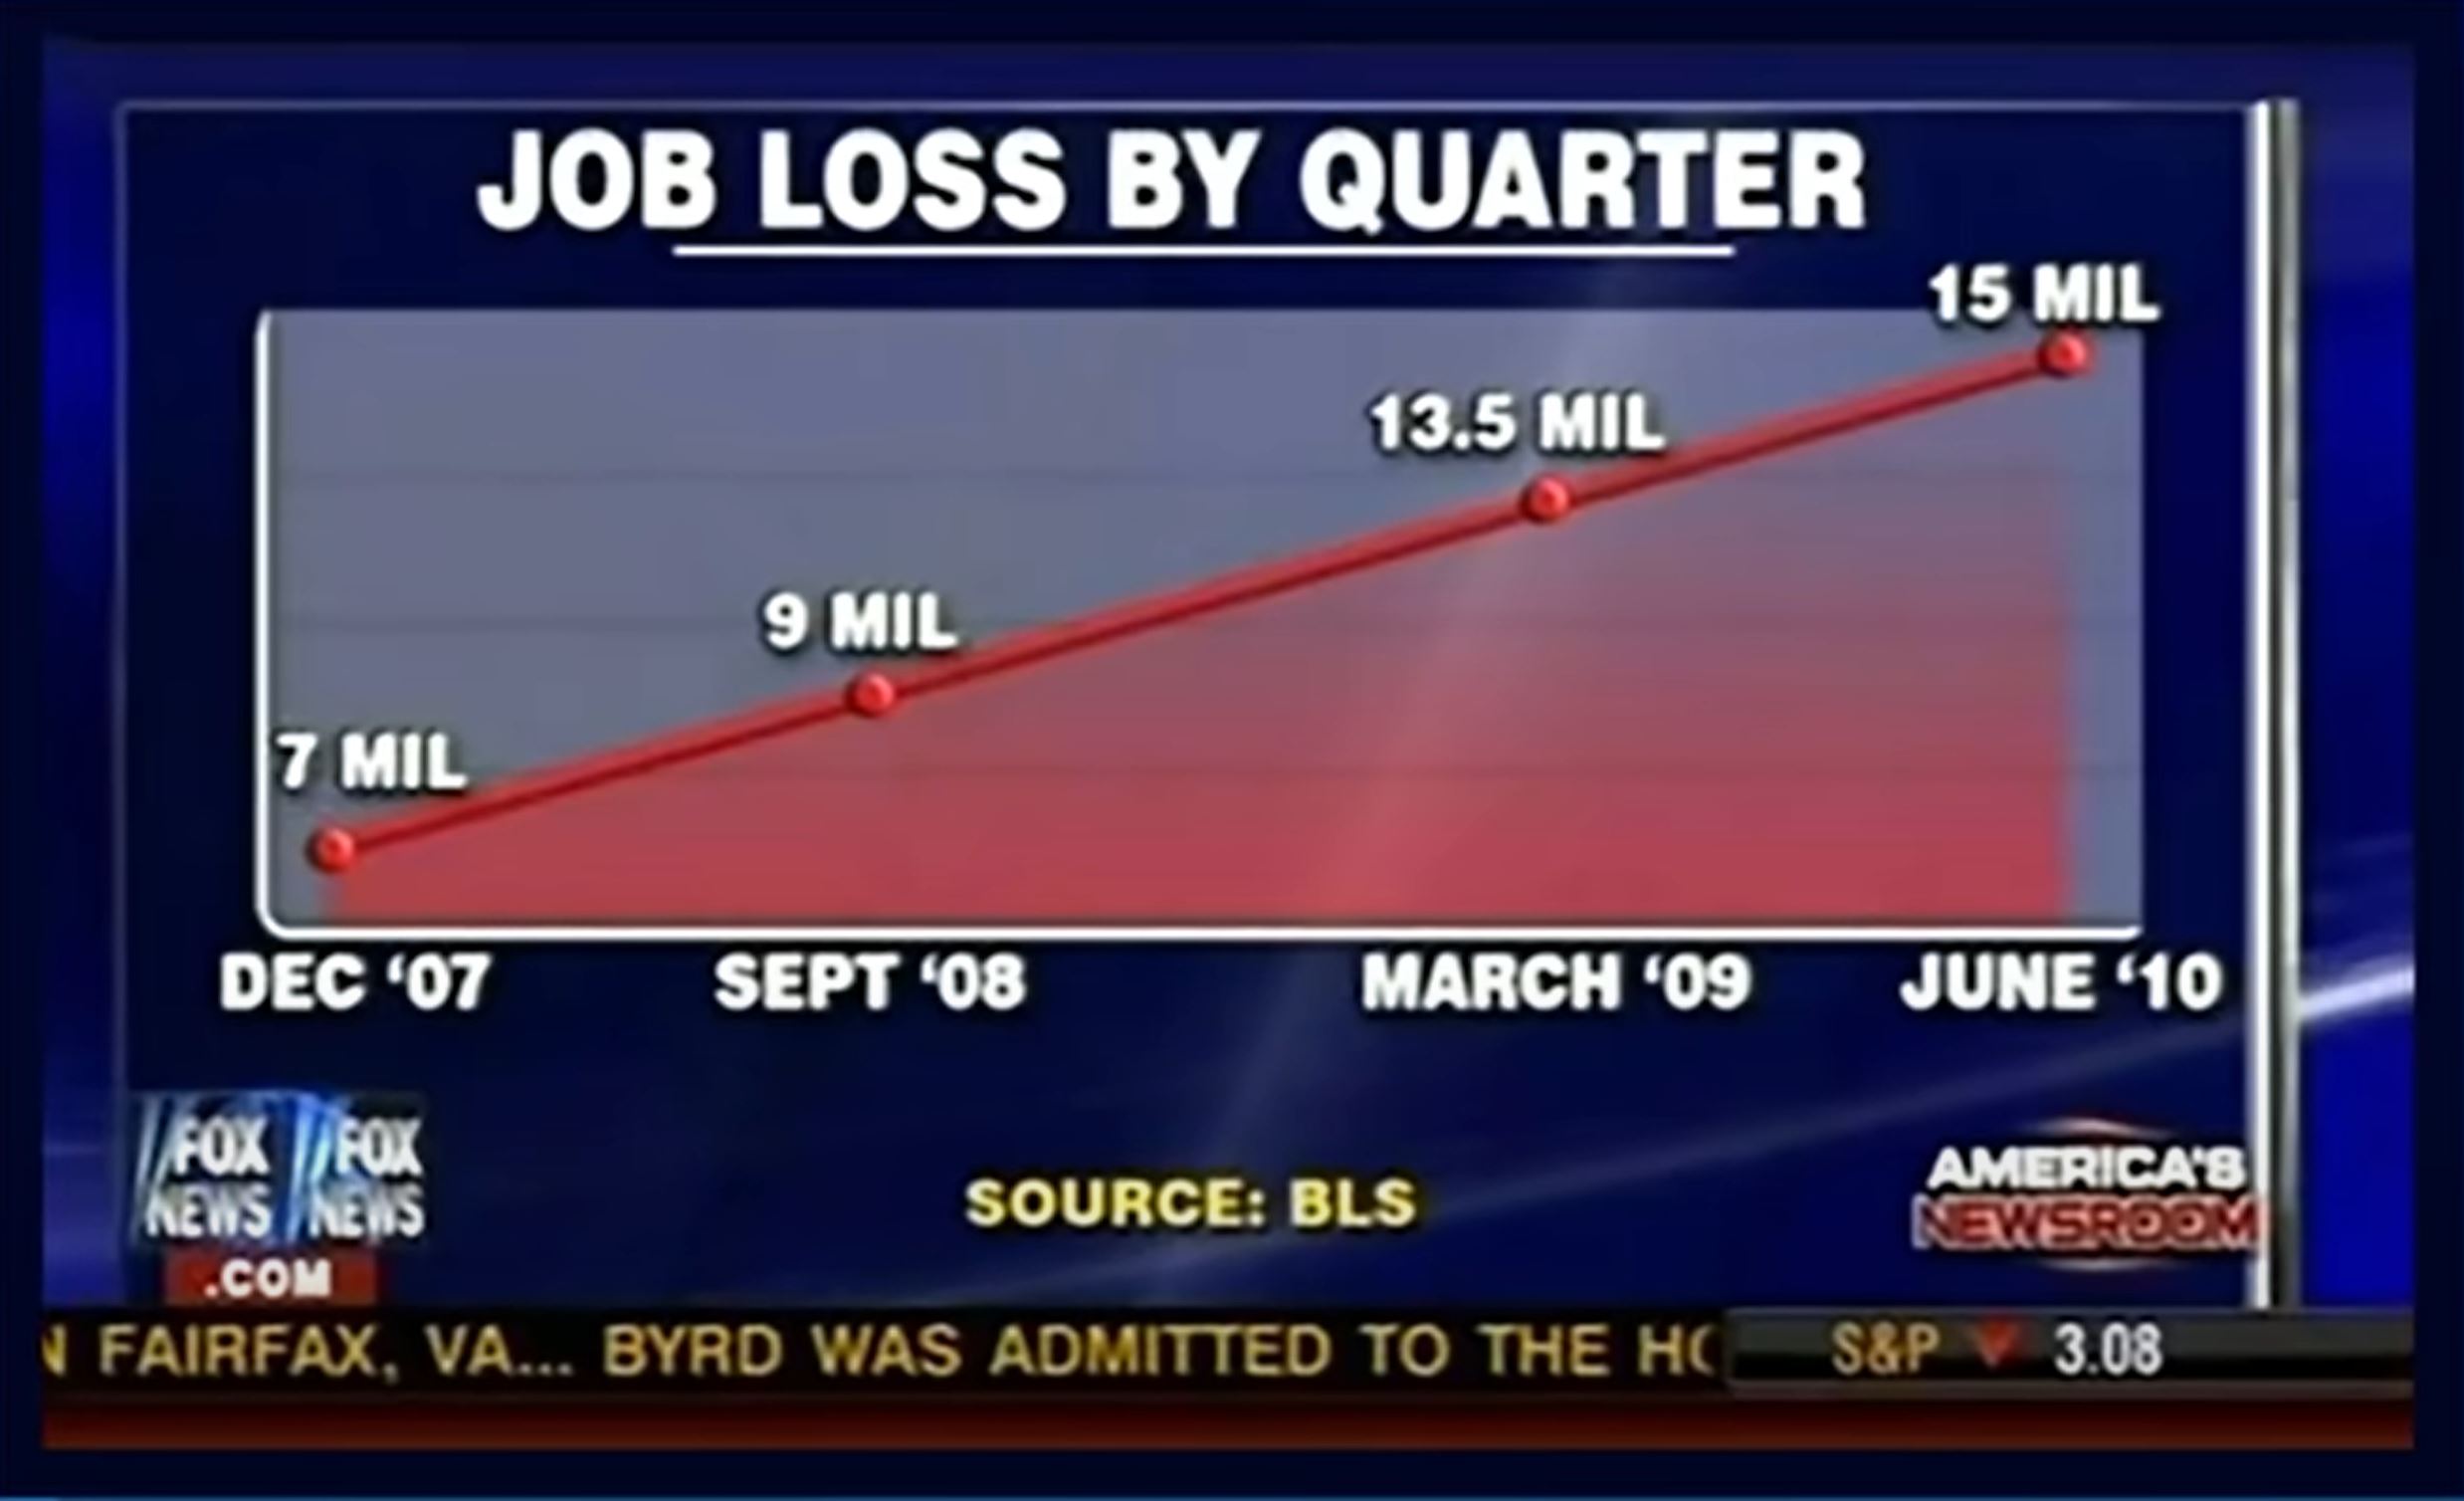 JOB LOSS BY QUARTER
15 MIL
13.5 MIL
9 MIL
7 MIL
DEC ‘07 SEPT ‘08 MARCH ‘09 JUNE ‘10
FOX NEWS FOX NEWS
.COM
SOURCE: BLS
AMERICA'S
NEWSROOM
N FAIRFAX, VA... BYRD WAS ADMITTED TO THE HO S&P ▼ 3.08